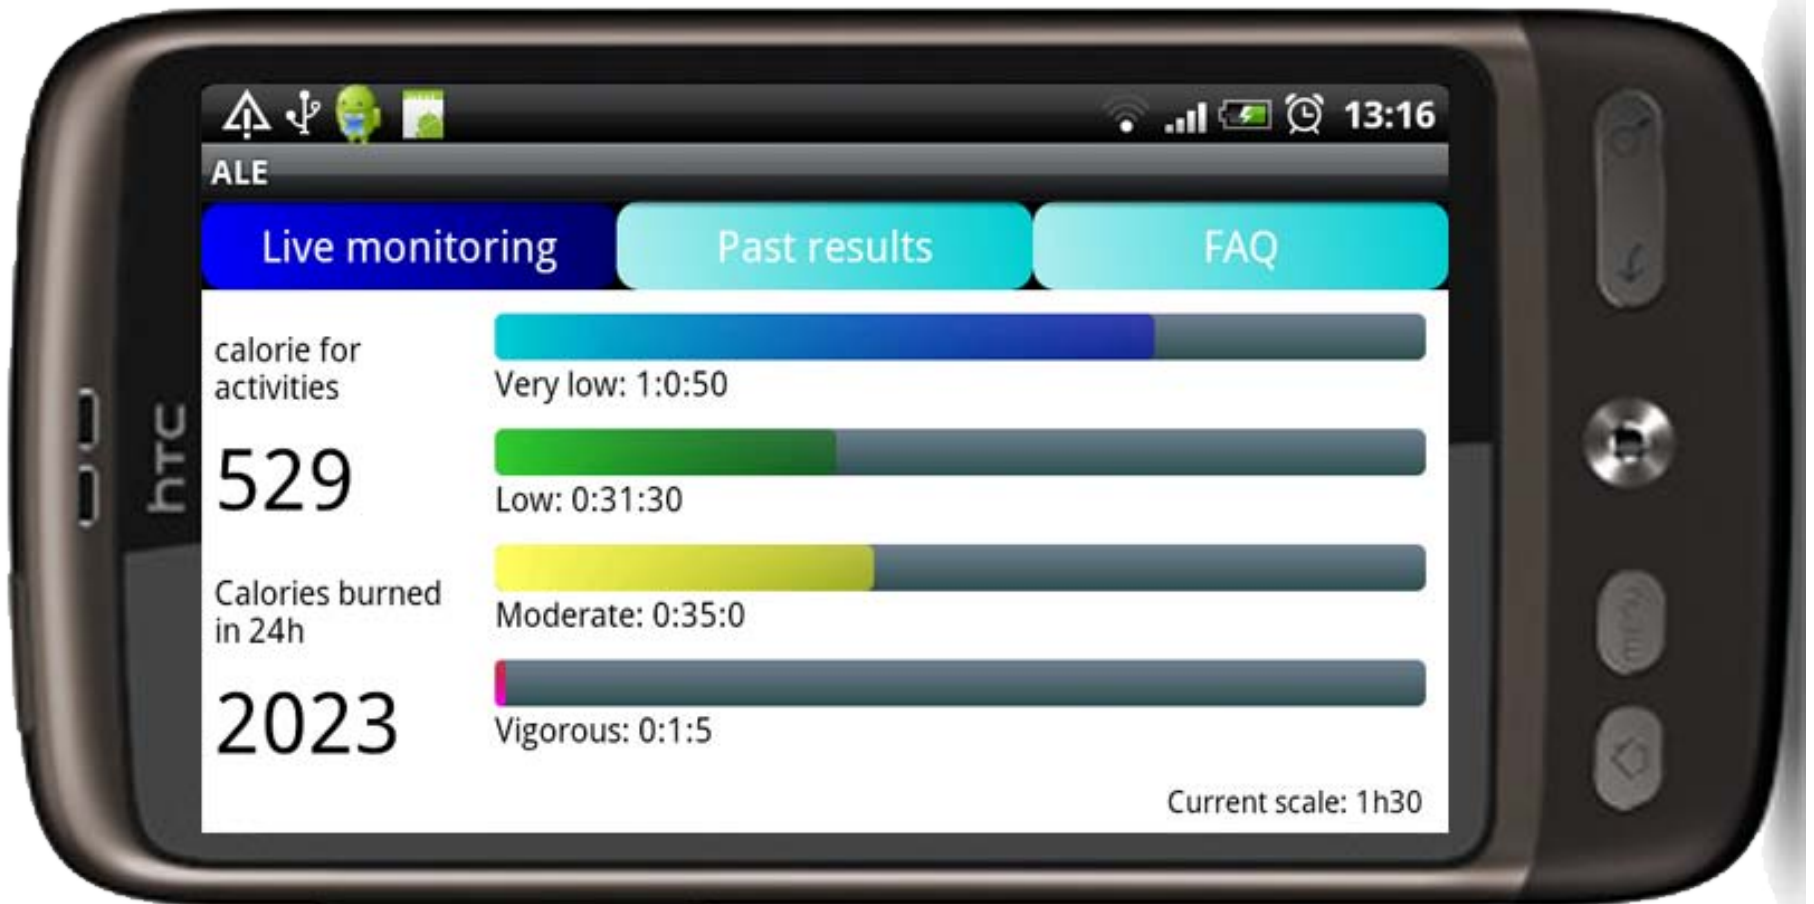 13:16
ALE
Live monitoring
Past results
FAQ
calorie for
activities
529
Calories burned
in 24h
2023
Very low: 1:0:50
Low: 0:31:30
Moderate: 0:35:0
Vigorous: 0:1:5
Current scale: 1h30
hTC
menu